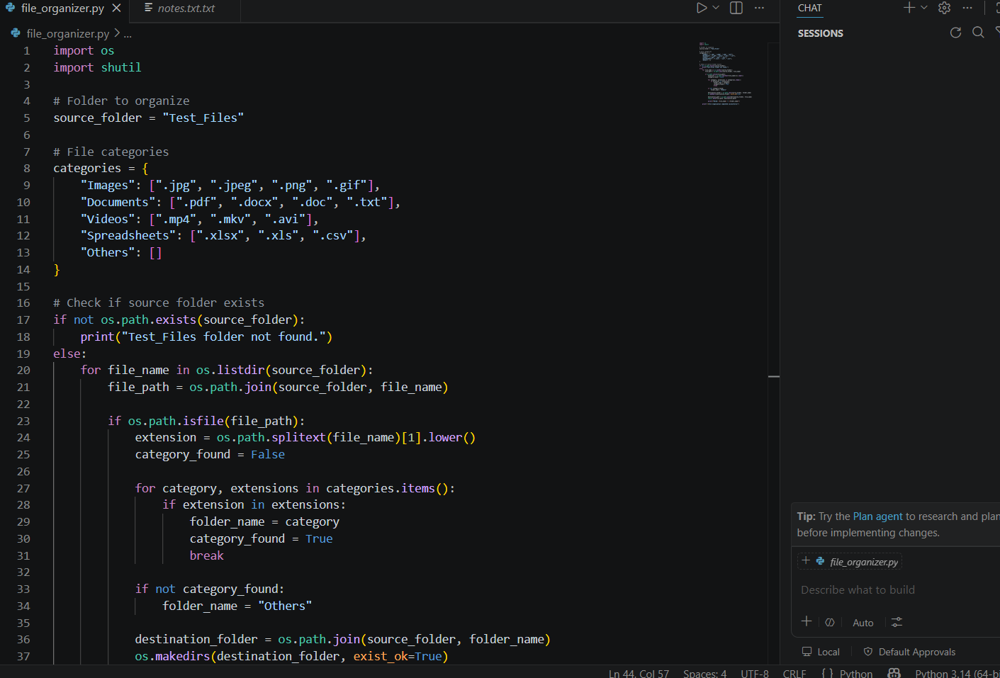 file_organizer.py
notes.txt.txt
file_organizer.py > ...
1 import os
2 import shutil
3
4 # Folder to organize
5 source_folder = "Test_Files"
6
7 # File categories
8 categories = {
9     "Images": [".jpg", ".jpeg", ".png", ".gif"],
10     "Documents": [".pdf", ".docx", ".doc", ".txt"],
11     "Videos": [".mp4", ".mkv", ".avi"],
12     "Spreadsheets": [".xlsx", ".xls", ".csv"],
13     "Others": []
14 }
15
16 # Check if source folder exists
17 if not os.path.exists(source_folder):
18     print("Test_Files folder not found.")
19 else:
20     for file_name in os.listdir(source_folder):
21         file_path = os.path.join(source_folder, file_name)
22
23         if os.path.isfile(file_path):
24             extension = os.path.splitext(file_name)[1].lower()
25             category_found = False
26
27             for category, extensions in categories.items():
28                 if extension in extensions:
29                     folder_name = category
30                     category_found = True
31                     break
32
33             if not category_found:
34                 folder_name = "Others"
35
36             destination_folder = os.path.join(source_folder, folder_name)
37             os.makedirs(destination_folder, exist_ok=True)
CHAT
SESSIONS
Tip: Try the Plan agent to research and plan
before implementing changes.
file_organizer.py
Describe what to build
Auto
Local
Default Approvals
Ln 44, Col 57 Spaces: 4 UTF-8 CRLF { } Python Python 3.14 (64-bi